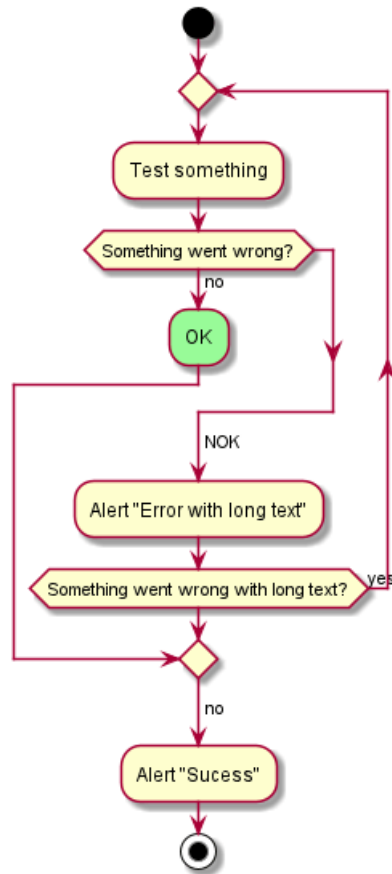 Test something
Something went wrong?
no
OK
NOK
Alert "Error with long text"
Something went wrong with long text?
yes
no
Alert "Sucess"